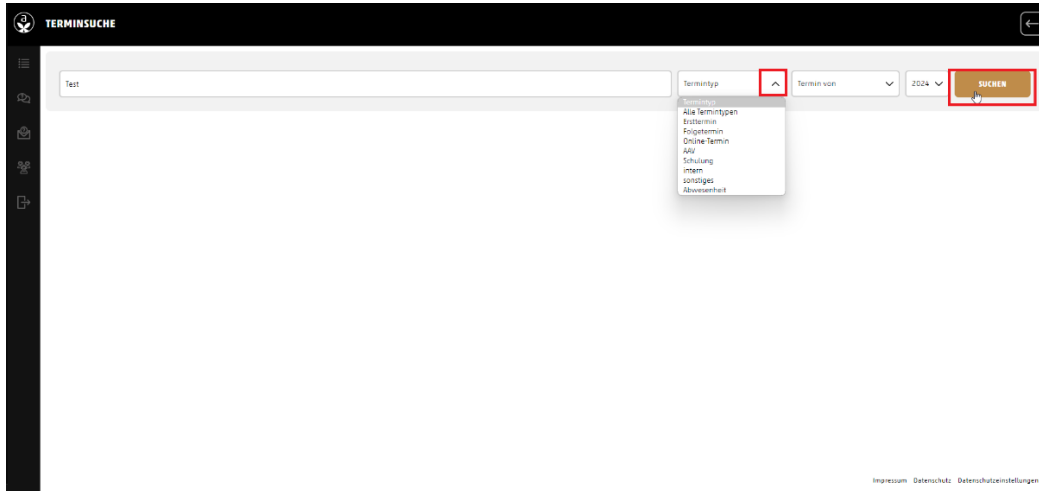 TERMINSUCHE
Test
Termintyp
Termin von
2024
SUCHEN
Termintyp
Alle Termintypen
Ersttermin
Folgetermin
Online-Termin
AAV
Schulung
intern
sonstiges
Abwesenheit
Impressum Datenschutz Datenschutzeinstellungen